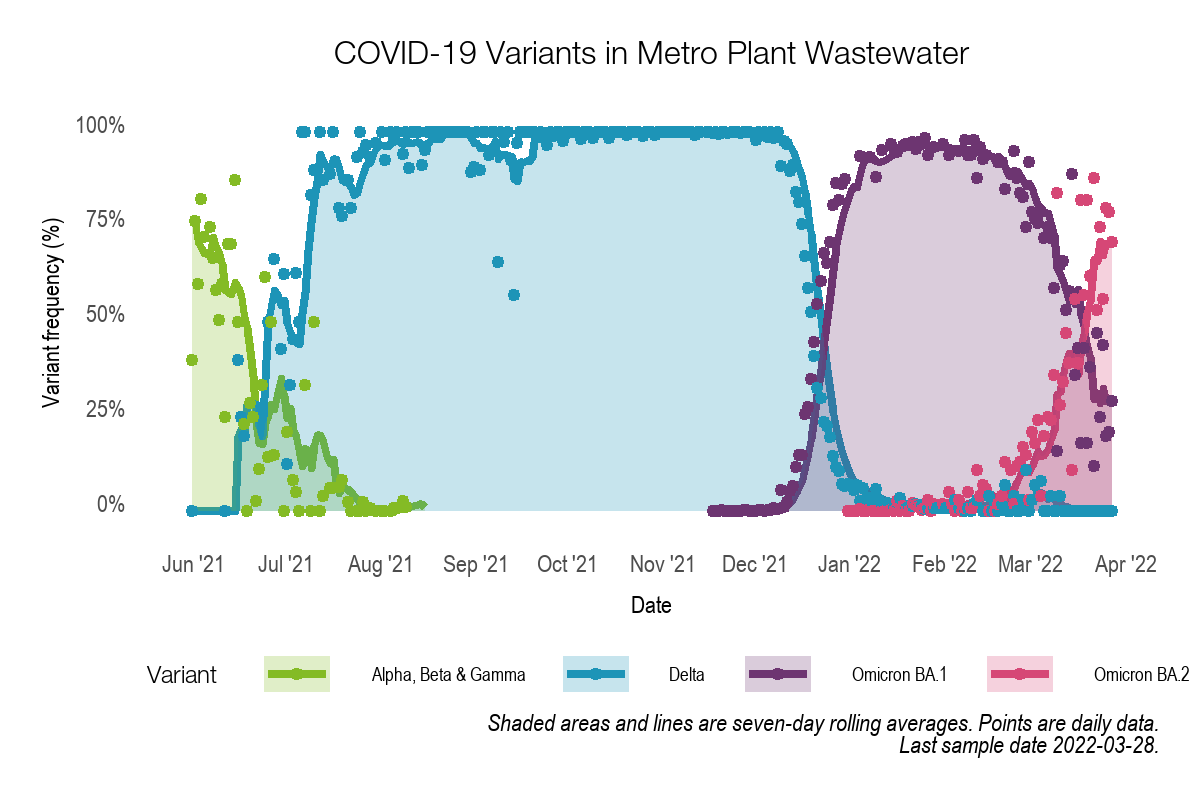 COVID-19 Variants in Metro Plant Wastewater
100%
75%
50%
25%
0%
Variant frequency (%)
Jun '21 Jul '21 Aug '21 Sep '21 Oct '21 Nov '21 Dec '21 Jan '22 Feb '22 Mar '22 Apr '22
Date
Variant Alpha, Beta & Gamma Delta Omicron BA.1 Omicron BA.2
Shaded areas and lines are seven-day rolling averages. Points are daily data.
Last sample date 2022-03-28.